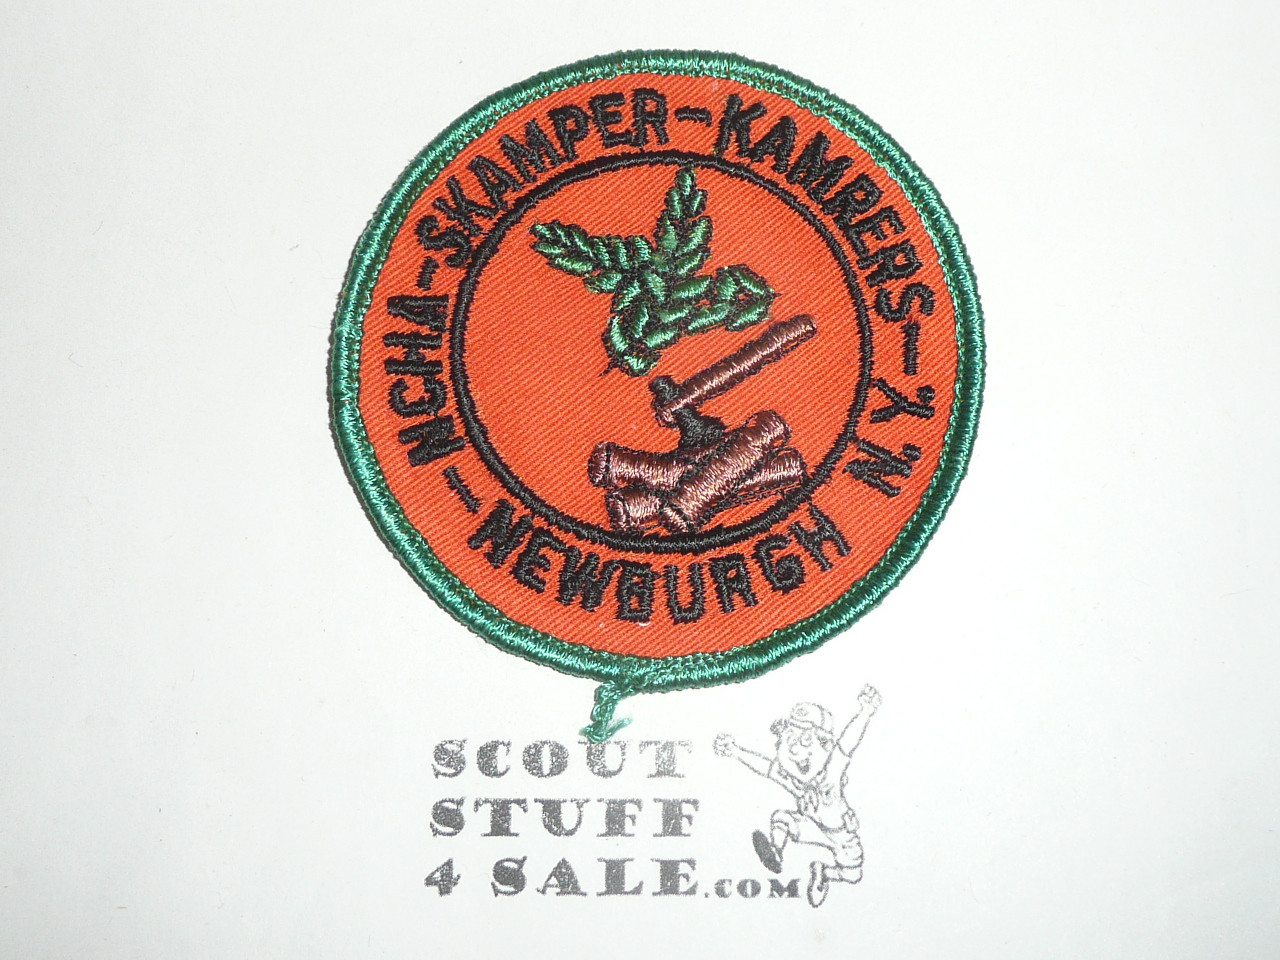 NCHA-SKAMPER-KAMPERS-
-NEWBURGH N.Y.
SCOUT
STUFF
4 SALE.COM